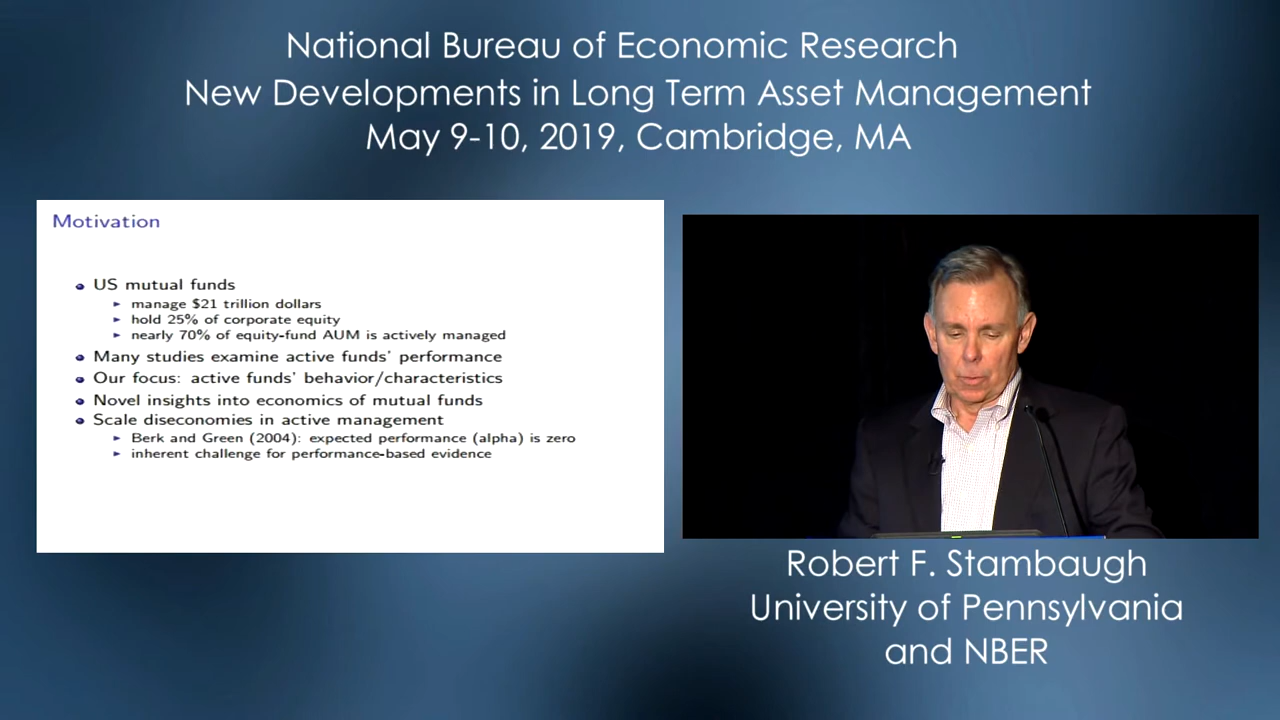 National Bureau of Economic Research
New Developments in Long Term Asset Management
May 9-10, 2019, Cambridge, MA
Motivation
US mutual funds
manage $21 trillion dollars
hold 25% of corporate equity
nearly 70% of equity-fund AUM is actively managed
Many studies examine active funds' performance
Our focus: active funds' behavior/characteristics
Novel insights into economics of mutual funds
Scale diseconomies in active management
Berk and Green (2004): expected performance (alpha) is zero
inherent challenge for performance-based evidence
Robert F. Stambaugh
University of Pennsylvania
and NBER